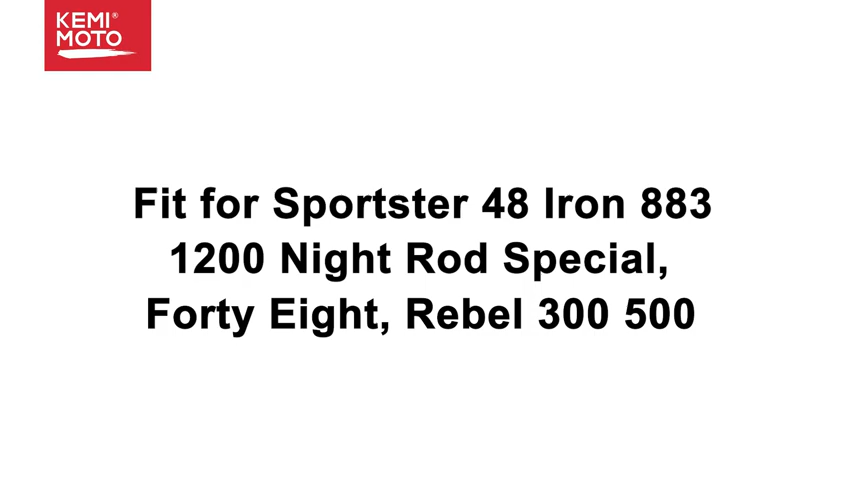 KEMI®
MOTO
Fit for Sportster 48 Iron 883
1200 Night Rod Special,
Forty Eight, Rebel 300 500